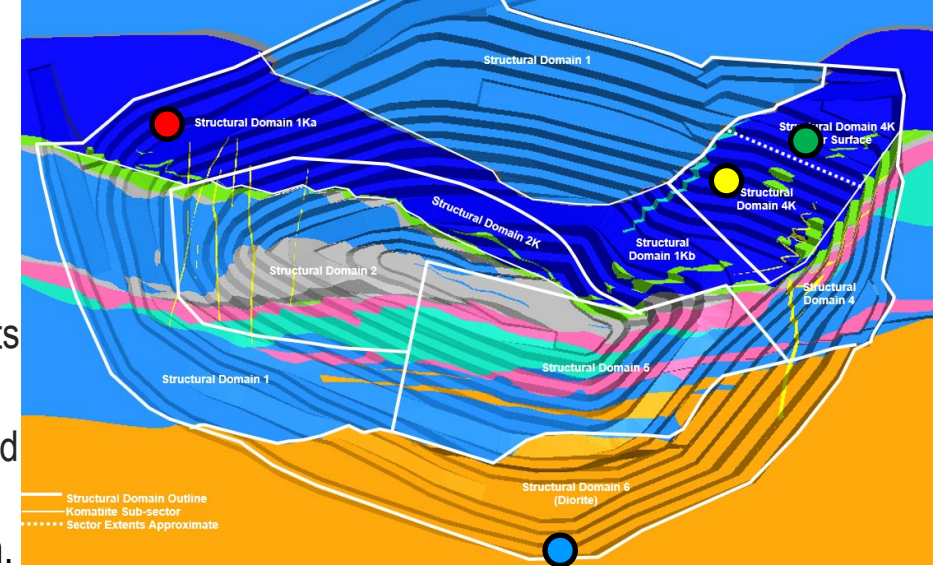 Structural Domain 1
Structural Domain 1Ka
Structural Domain 4K
Surface
Structural
Domain 4K
Structural Domain 2K
Structural
Domain 1Kb
Structural Domain 2
Structural
Domain 4
Structural Domain 5
Structural Domain 1
Structural Domain 6
(Diorite)
Structural Domain Outline
Komatiite Sub-sector
Sector Extents Approximate
ts
d
.